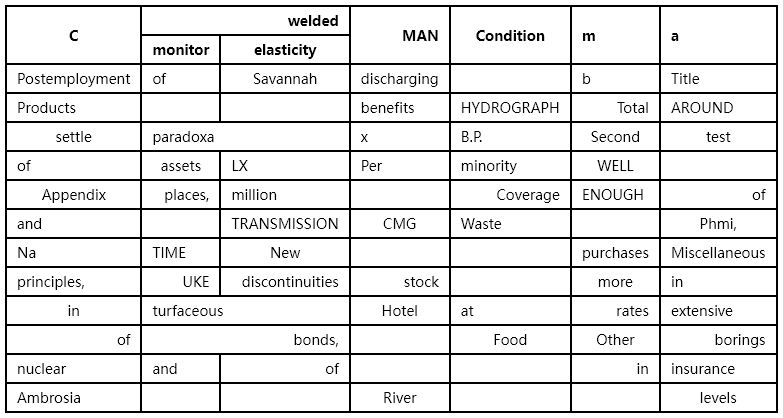 C welded MAN Condition m a
monitor elasticity
Postemployment of Savannah discharging b Title
Products benefits HYDROGRAPH Total AROUND
settle paradoxa x B.P. Second test
of assets LX Per minority WELL
Appendix places, million Coverage ENOUGH of
and TRANSMISSION CMG Waste Phmi,
Na TIME New purchases Miscellaneous
principles, UKE discontinuities stock more in
in turfaceous Hotel at rates extensive
of bonds, Food Other borings
nuclear and of in insurance
Ambrosia River levels